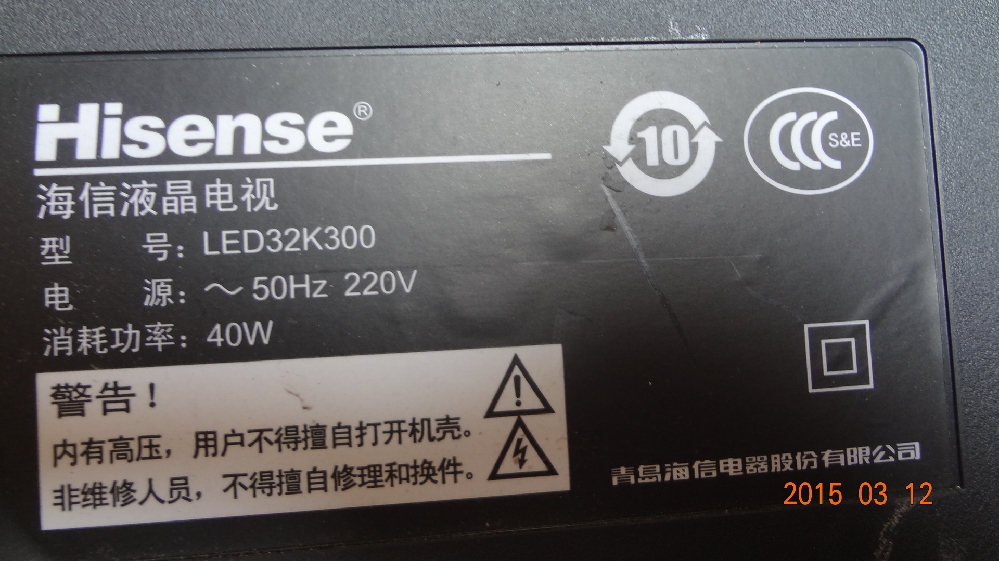 Hisense®
海信液晶电视
型 号：LED32K300
电 源：～50Hz 220V
消耗功率：40W
10
CCC S&E
警告！
内有高压，用户不得擅自打开机壳。
非维修人员，不得擅自修理和换件。
青岛海信电器股份有限公司
2015 03 12